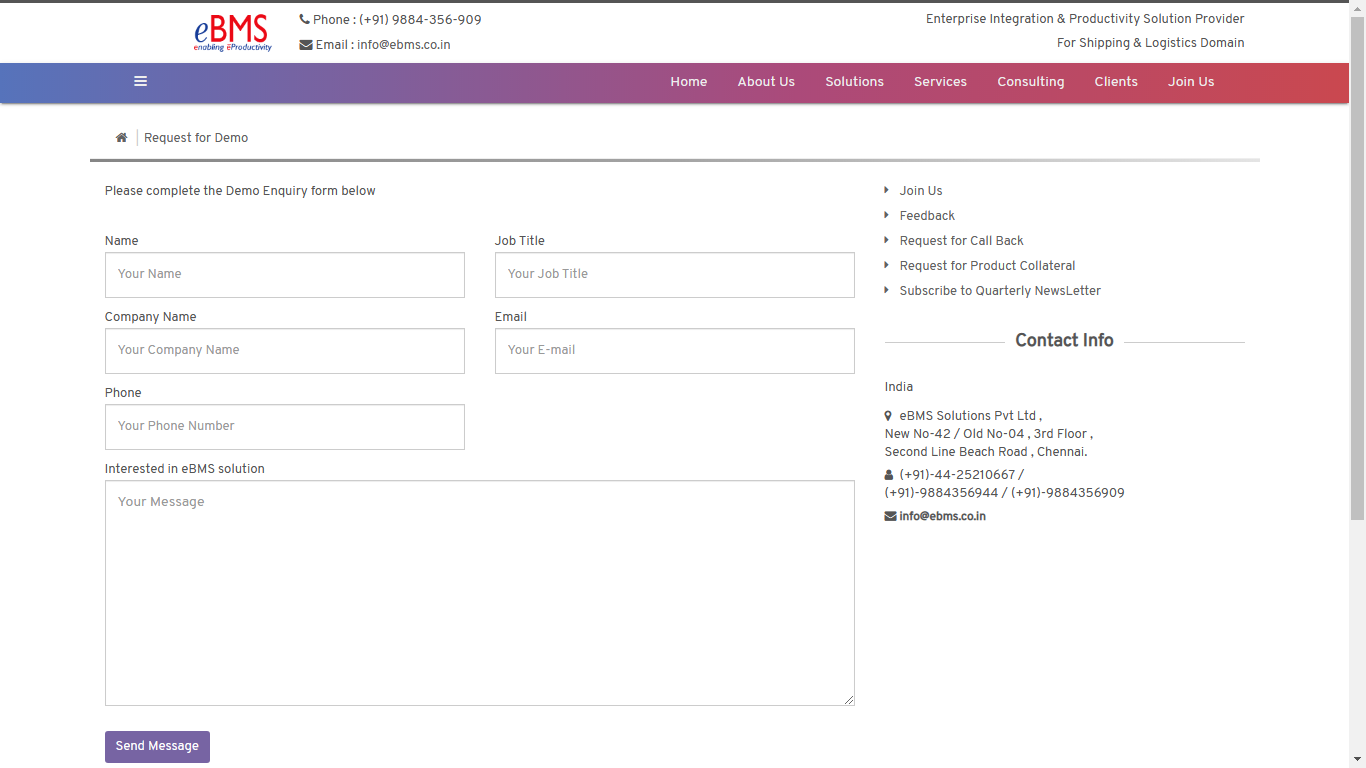 eBMS
enabling EProductivity
Phone : (+91) 9884-356-909
Email : info@ebms.co.in
Enterprise Integration & Productivity Solution Provider
For Shipping & Logistics Domain
Home About Us Solutions Services Consulting Clients Join Us
Request for Demo
Please complete the Demo Enquiry form below
Name
Your Name
Job Title
Your Job Title
Company Name
Your Company Name
Email
Your E-mail
Phone
Your Phone Number
Interested in eBMS solution
Your Message
Send Message
Join Us
Feedback
Request for Call Back
Request for Product Collateral
Subscribe to Quarterly NewsLetter
Contact Info
India
eBMS Solutions Pvt Ltd ,
New No-42 / Old No-04 , 3rd Floor ,
Second Line Beach Road , Chennai.
(+91)-44-25210667 /
(+91)-9884356944 / (+91)-9884356909
info@ebms.co.in